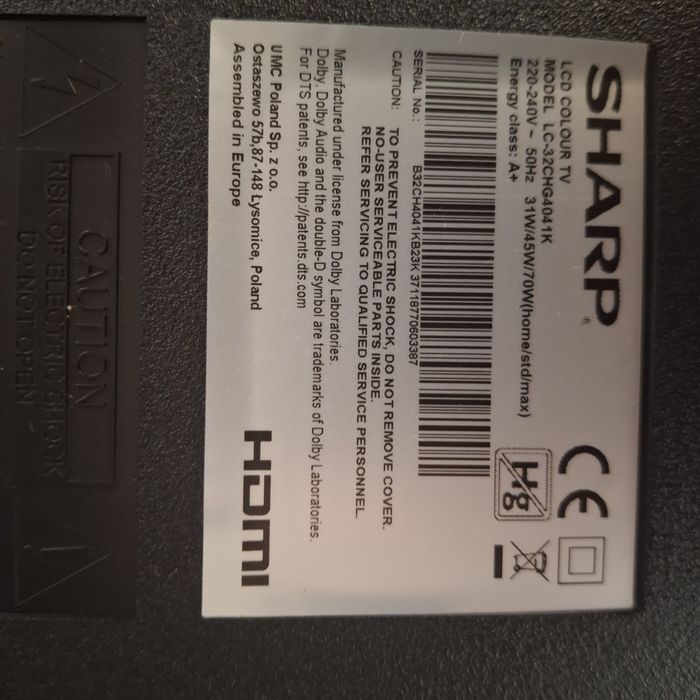 SHARP®
LCD COLOUR TV
MODEL LC-32CHG4041K
220-240V ~ 50Hz 31W/45W/70W(home/std/max)
Energy class: A+
CE
Hg
SERIAL No.: B32CH4041KB23K 37118770603387
CAUTION: TO PREVENT ELECTRIC SHOCK, DO NOT REMOVE COVER.
NO-USER SERVICEABLE PARTS INSIDE.
REFER SERVICING TO QUALIFIED SERVICE PERSONNEL.
Manufactured under license from Dolby Laboratories.
Dolby, Dolby Audio and the double-D symbol are trademarks of Dolby Laboratories.
For DTS patents, see http://patents.dts.com
UMC Poland Sp. z o.o.
Ostaszewo 57b,87-148 Łysomice, Poland
Assembled in Europe
HDMI
CAUTION
RISK OF ELECTRIC SHOCK
DO NOT OPEN